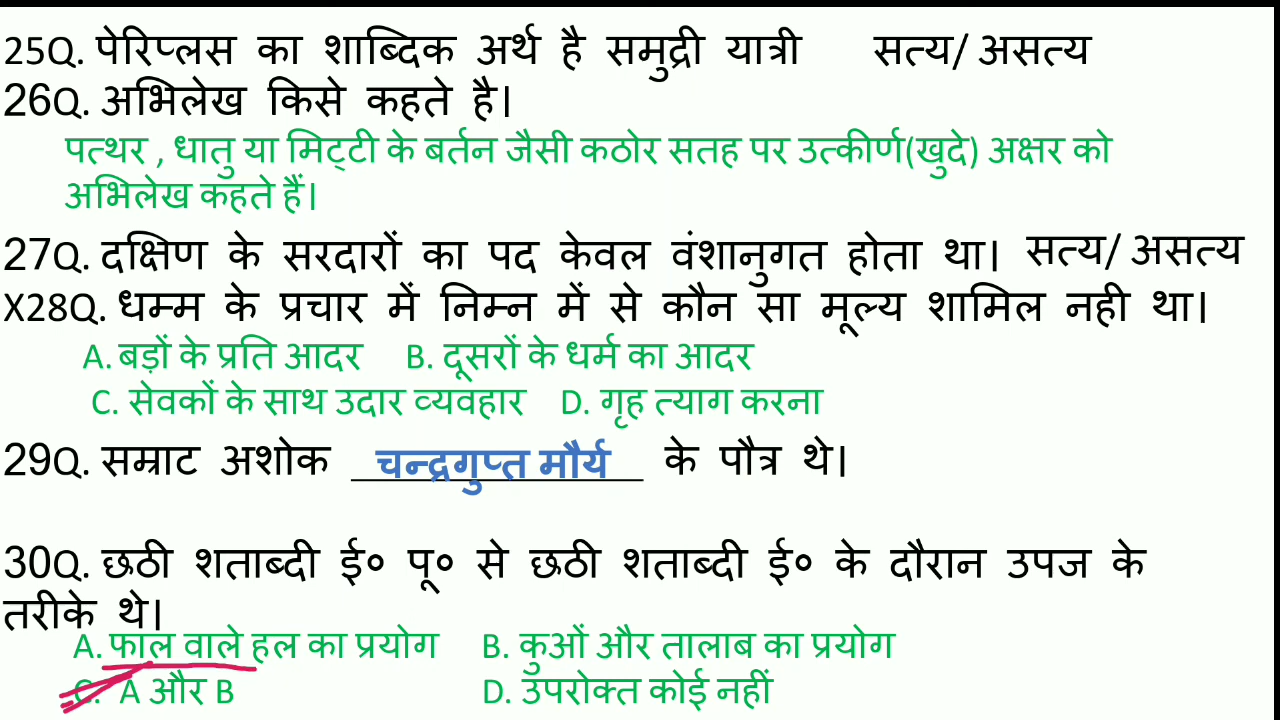 25Q. पेरिप्लस का शाब्दिक अर्थ है समुद्री यात्री सत्य/ असत्य
26Q. अभिलेख किसे कहते है।
पत्थर , धातु या मिट्टी के बर्तन जैसी कठोर सतह पर उत्कीर्ण(खुदे) अक्षर को
अभिलेख कहते हैं।
27Q. दक्षिण के सरदारों का पद केवल वंशानुगत होता था। सत्य/ असत्य
X28Q. धम्म के प्रचार में निम्न में से कौन सा मूल्य शामिल नही था।
A. बड़ों के प्रति आदर B. दूसरों के धर्म का आदर
C. सेवकों के साथ उदार व्यवहार D. गृह त्याग करना
29Q. सम्राट अशोक चन्द्रगुप्त मौर्य के पौत्र थे।
30Q. छठी शताब्दी ई० पू० से छठी शताब्दी ई० के दौरान उपज के
तरीके थे।
A. फाल वाले हल का प्रयोग B. कुओं और तालाब का प्रयोग
C. A और B D. उपरोक्त कोई नहीं